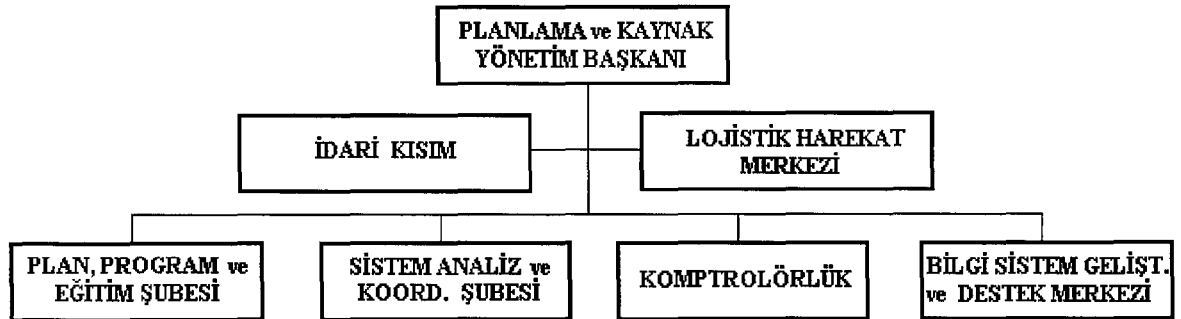 PLANLAMA ve KAYNAK
YÖNETİM BAŞKANI
İDARİ KISIM
LOJİSTİK HAREKAT
MERKEZİ
PLAN, PROGRAM ve
EĞİTİM ŞUBESİ
SİSTEM ANALİZ ve
KOORD. ŞUBESİ
KOMPTROLÖRLÜK
BİLGİ SİSTEM GELİŞT.
ve DESTEK MERKEZİ